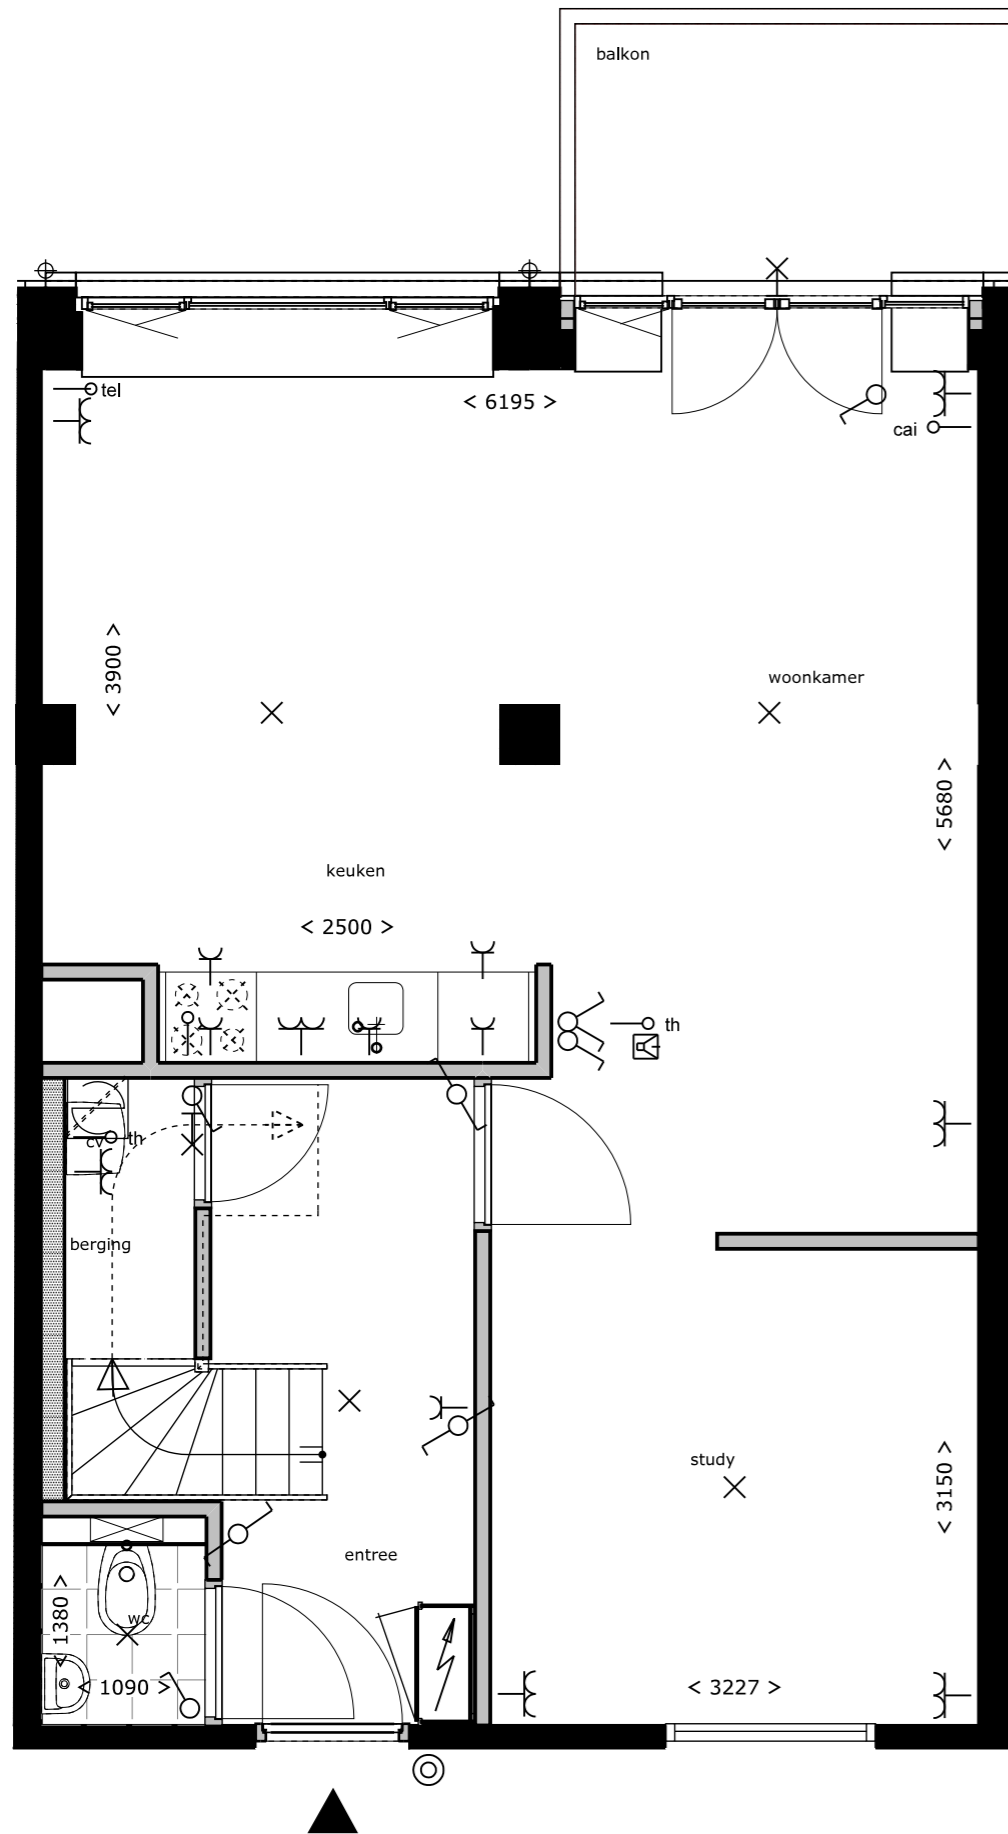 balkon
tel
< 6195 >
cai
< 3900 >
woonkamer
< 5680 >
keuken
< 2500 >
th
cv
th
berging
study
< 3150 >
entree
< 1380 >
wc
< 1090 >
< 3227 >